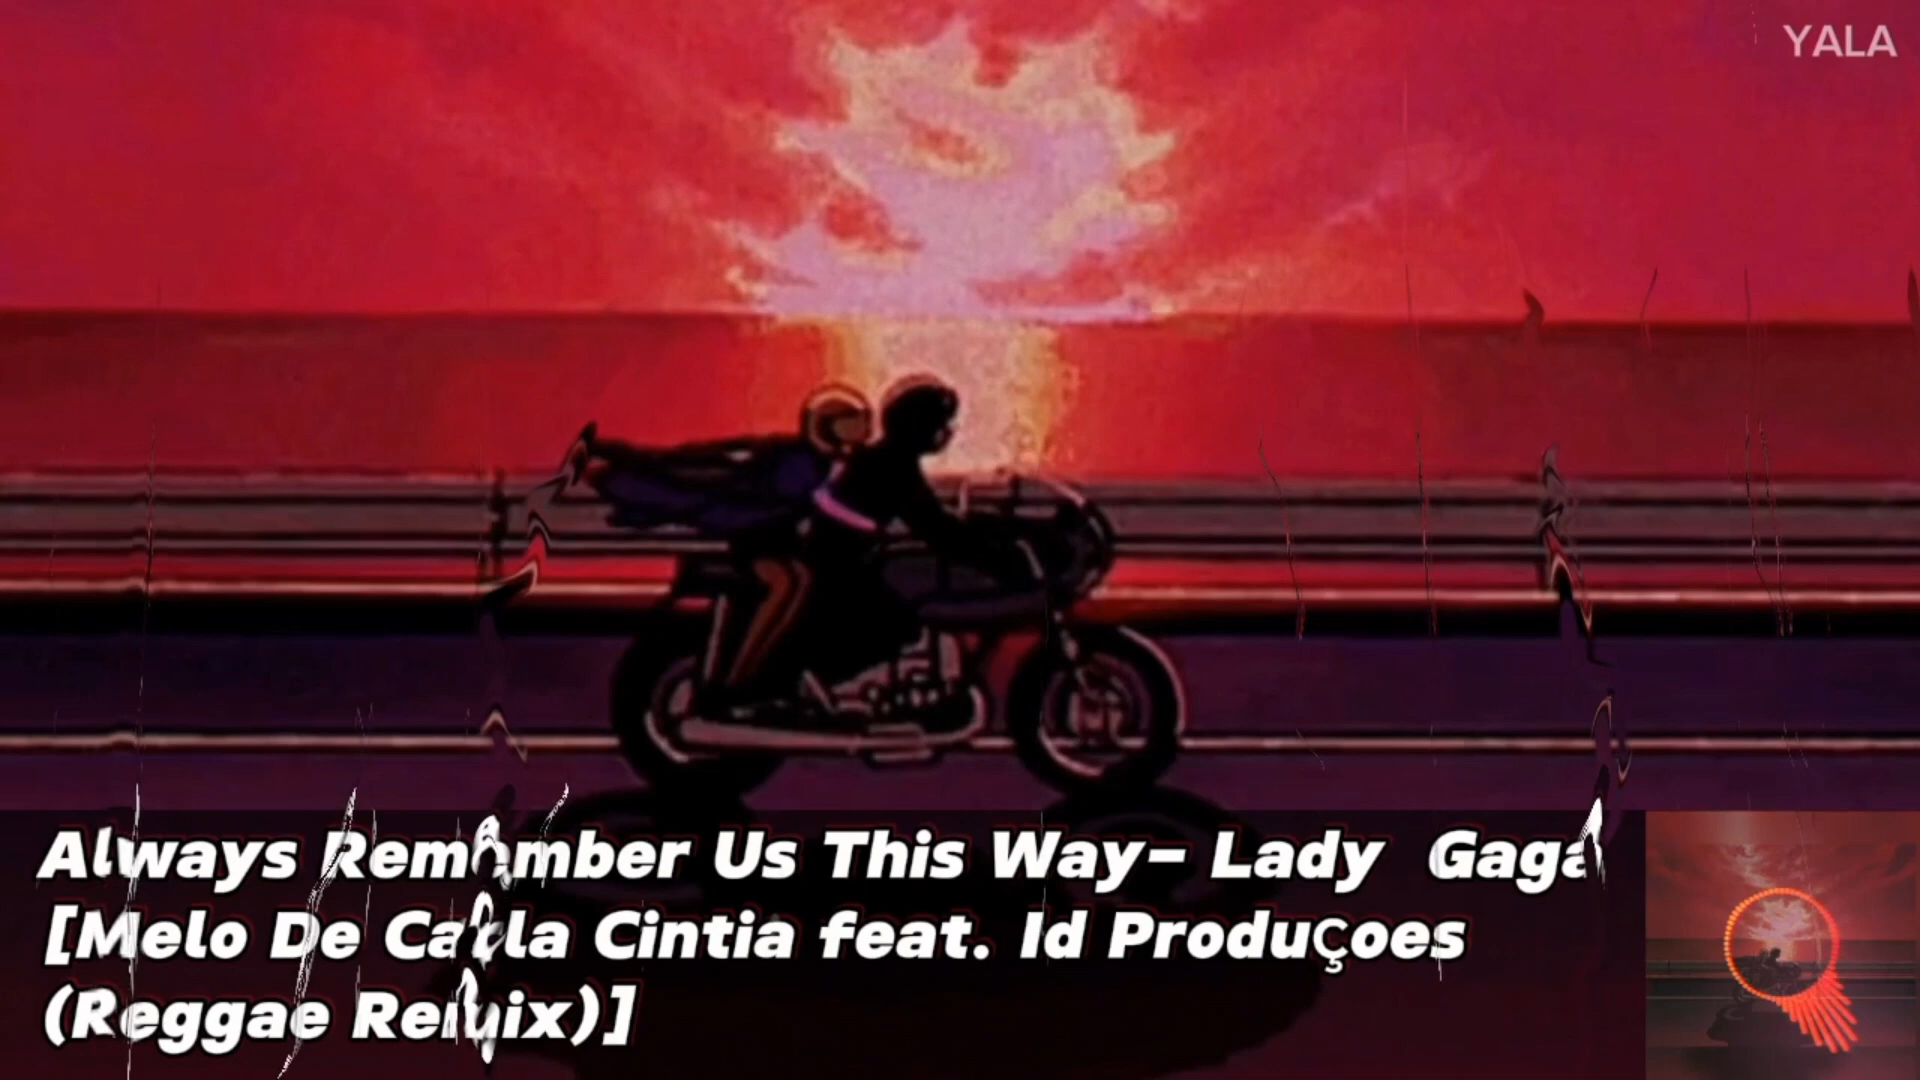 YALA
Always Remember Us This Way- Lady Gaga
[Melo De Carla Cintia feat. Id Produçoes
(Reggae Remix)]